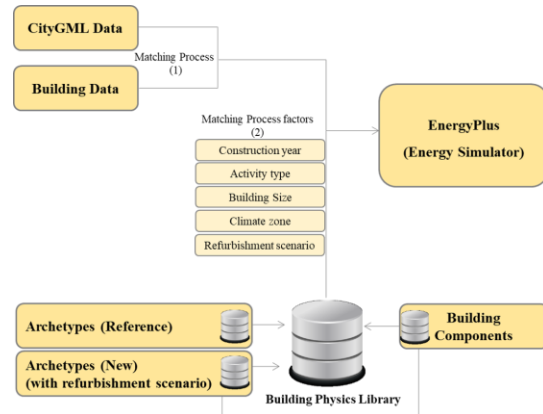 CityGML Data
Matching Process
(1)
Building Data
Matching Process factors
(2)
Construction year
Activity type
Building Size
Climate zone
Refurbishment scenario
EnergyPlus
(Energy Simulator)
Archetypes (Reference)
Archetypes (New)
(with refurbishment scenario)
Building Physics Library
Building
Components